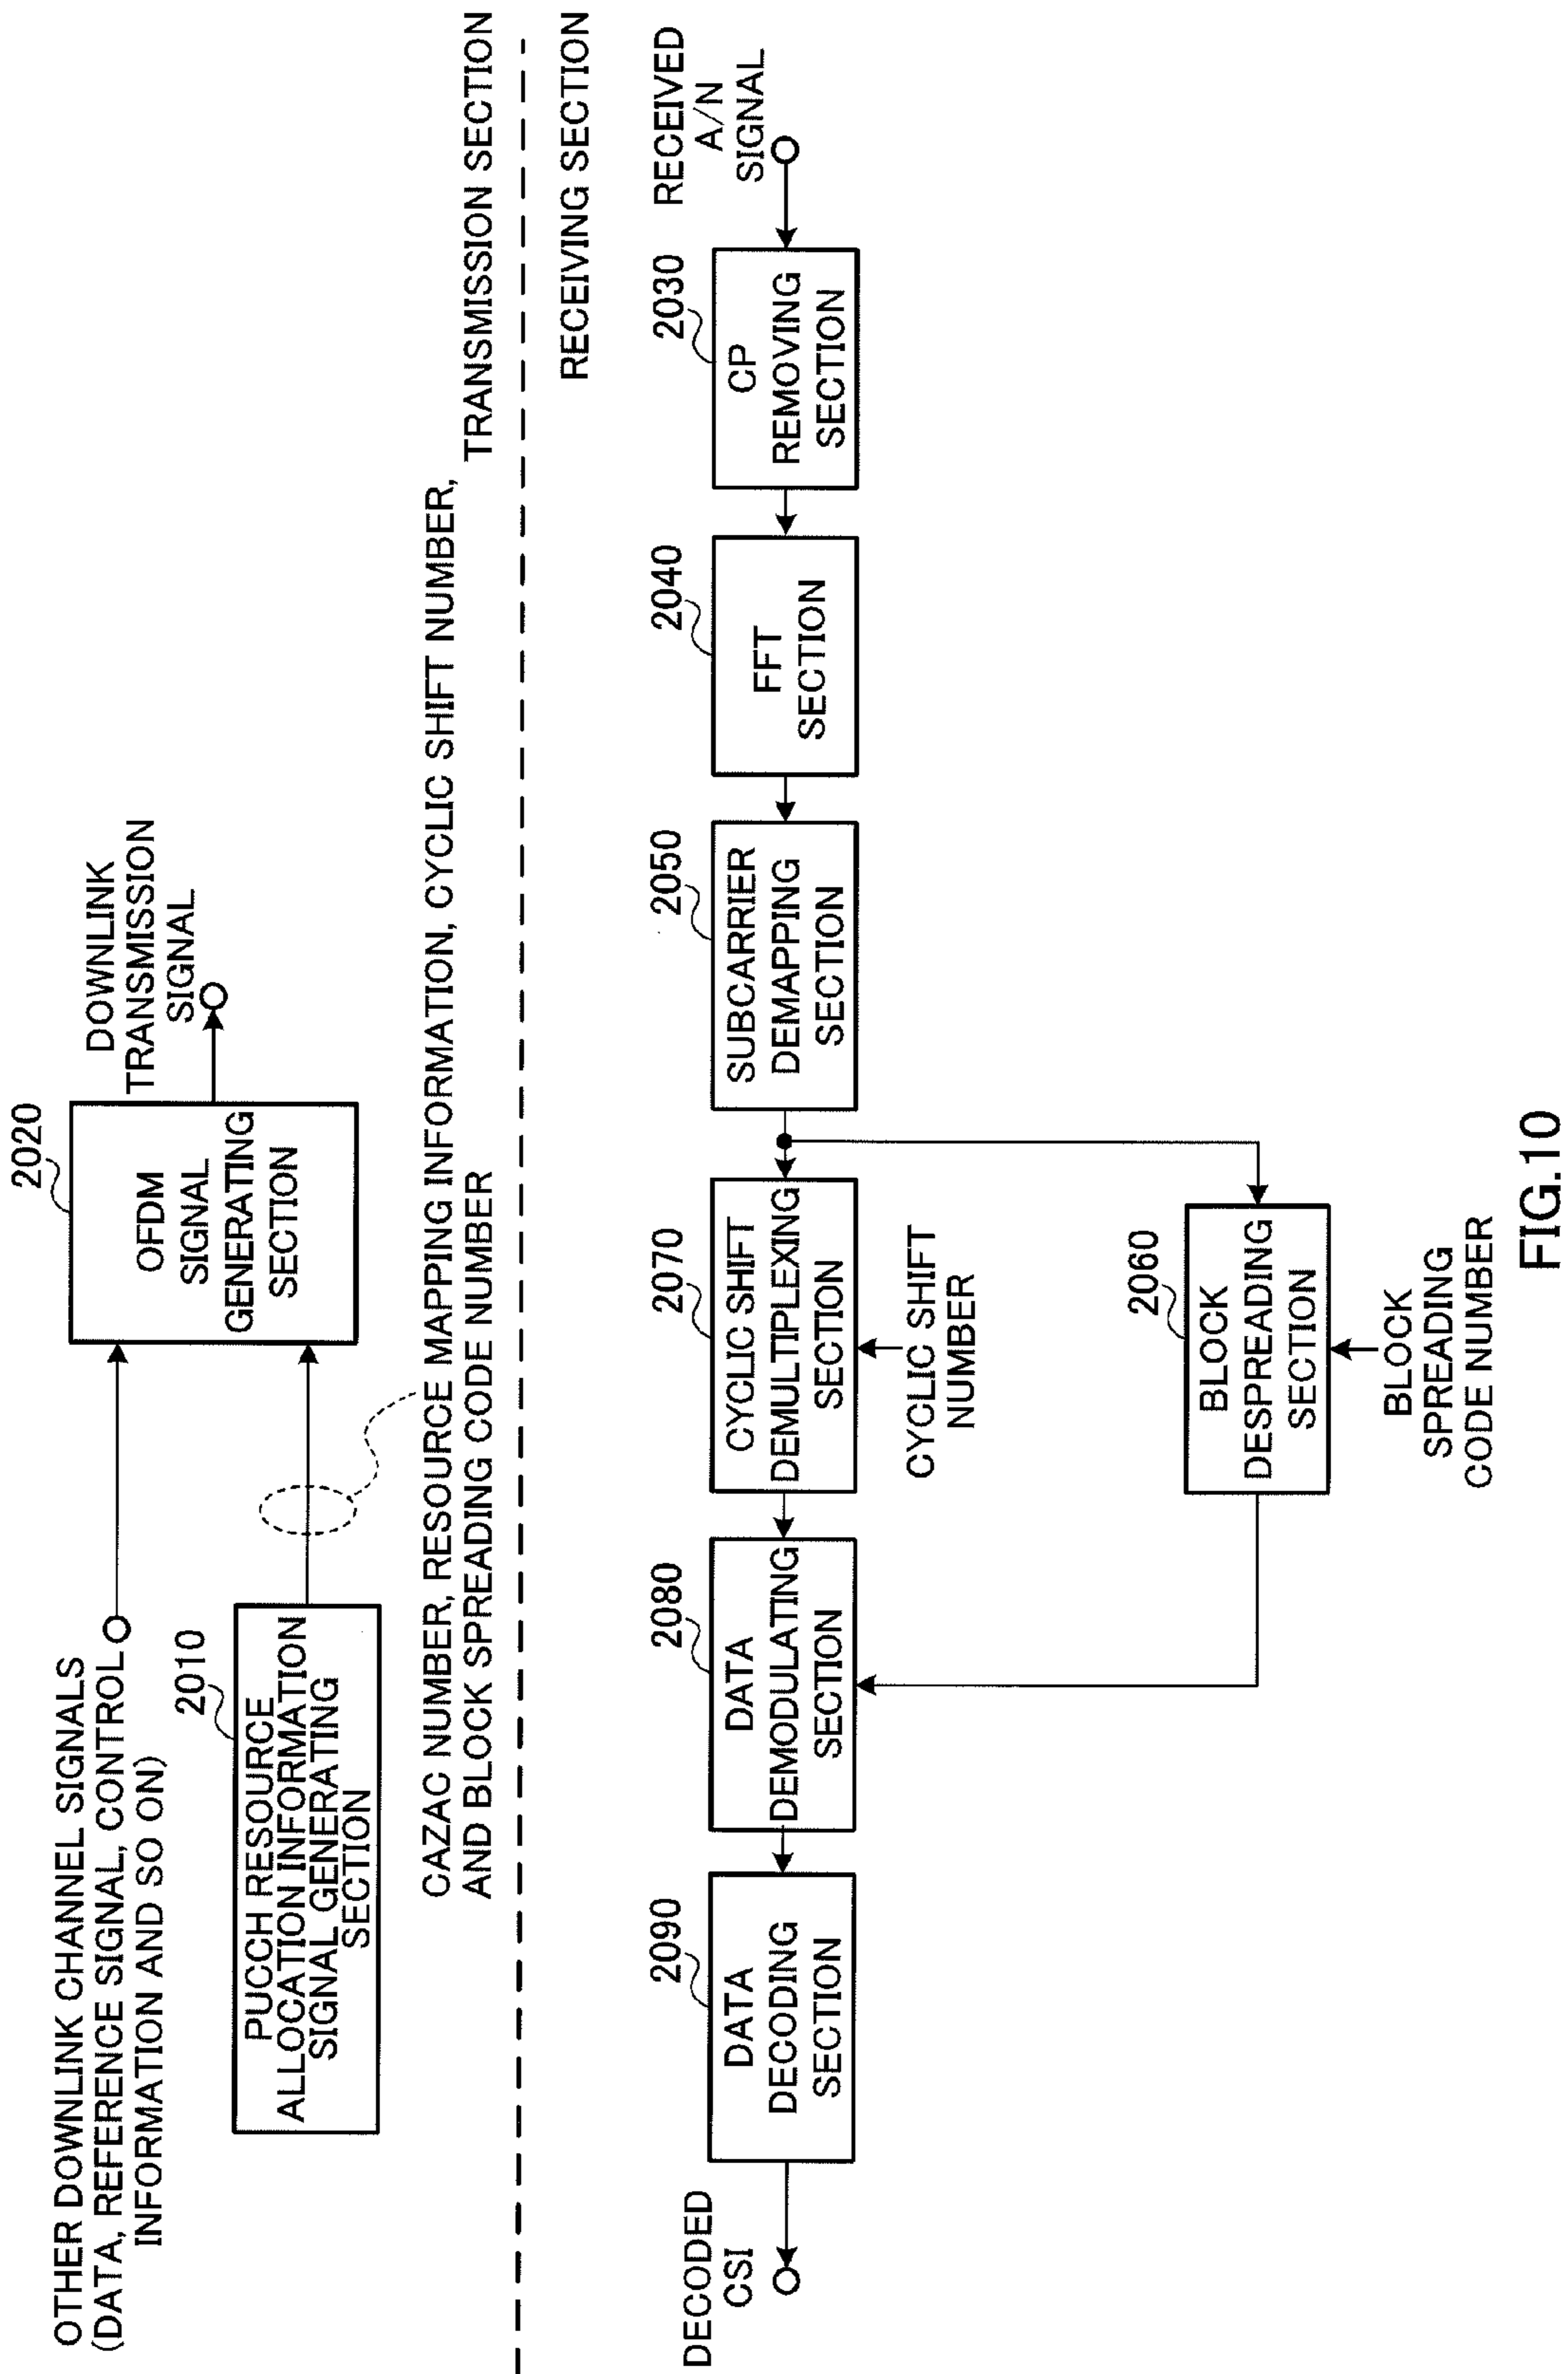 OTHER DOWNLINK CHANNEL SIGNALS
(DATA, REFERENCE SIGNAL, CONTROL
INFORMATION AND SO ON)
2010
PUCCH RESOURCE
ALLOCATION INFORMATION
SIGNAL GENERATING
SECTION
2020
OFDM
SIGNAL
GENERATING
SECTION
DOWNLINK
TRANSMISSION
SIGNAL
CAZAC NUMBER, RESOURCE MAPPING INFORMATION, CYCLIC SHIFT NUMBER,
AND BLOCK SPREADING CODE NUMBER
TRANSMISSION SECTION
RECEIVING SECTION
DECODED
CSI
2090
DATA
DECODING
SECTION
2080
DATA
DEMODULATING
SECTION
2070
CYCLIC SHIFT
DEMULTIPLEXING
SECTION
CYCLIC SHIFT
NUMBER
2050
SUBCARRIER
DEMAPPING
SECTION
2040
FFT
SECTION
2030
CP
REMOVING
SECTION
RECEIVED
A/N
SIGNAL
2060
BLOCK
DESPREADING
SECTION
BLOCK
SPREADING
CODE NUMBER
FIG.10